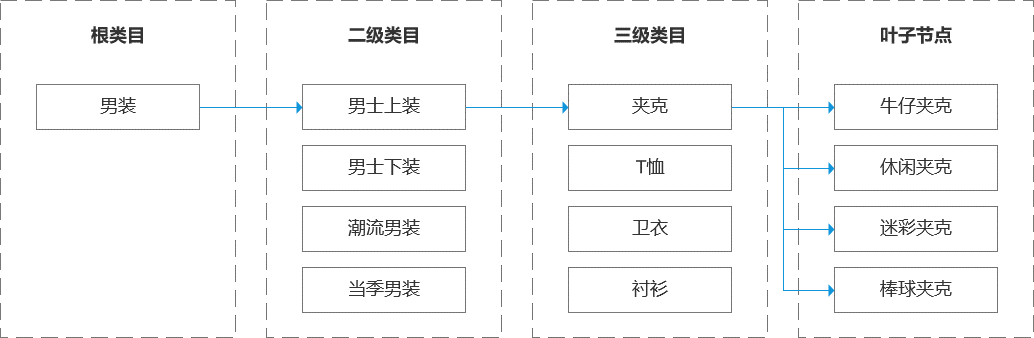 根类目
男装
二级类目
男士上装
男士下装
潮流男装
当季男装
三级类目
夹克
T恤
卫衣
衬衫
叶子节点
牛仔夹克
休闲夹克
迷彩夹克
棒球夹克